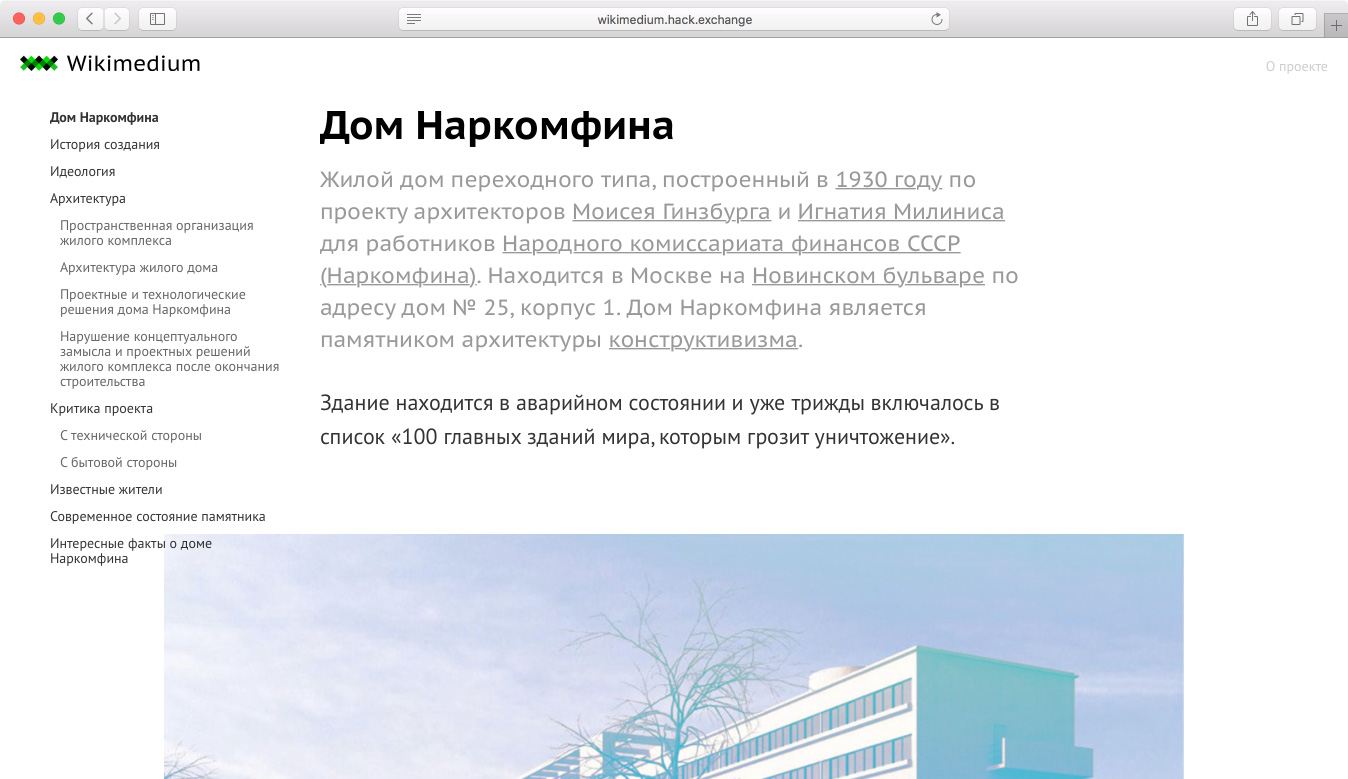 wikimedium.hack.exchange
Wikimedium
О проекте
Дом Наркомфина
История создания
Идеология
Архитектура
Пространственная организация
жилого комплекса
Архитектура жилого дома
Проектные и технологические
решения дома Наркомфина
Нарушение концептуального
замысла и проектных решений
жилого комплекса после окончания
строительства
Критика проекта
С технической стороны
С бытовой стороны
Известные жители
Современное состояние памятника
Интересные факты о доме
Наркомфина
Дом Наркомфина
Жилой дом переходного типа, построенный в 1930 году по
проекту архитекторов Моисея Гинзбурга и Игнатия Милиниса
для работников Народного комиссариата финансов СССР
(Наркомфина). Находится в Москве на Новинском бульваре по
адресу дом № 25, корпус 1. Дом Наркомфина является
памятником архитектуры конструктивизма.
Здание находится в аварийном состоянии и уже трижды включалось в
список «100 главных зданий мира, которым грозит уничтожение».